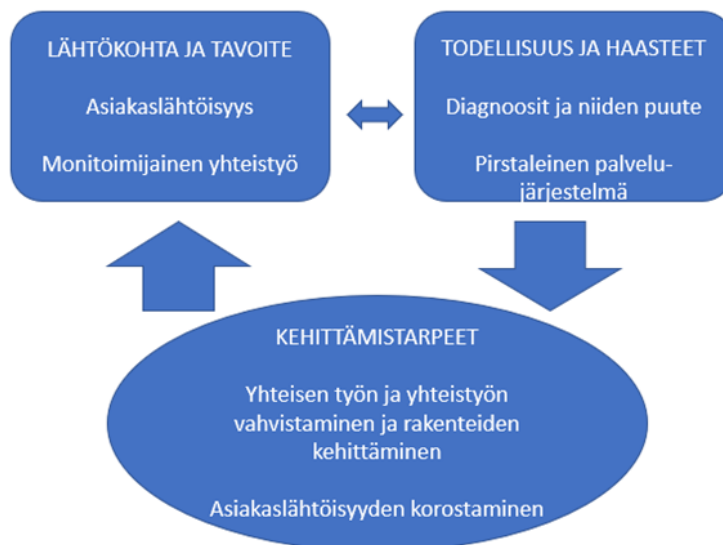 LÄHTÖKOHTA JA TAVOITE
Asiakaslähtöisyys
Monitoimijainen yhteistyö
TODELLISUUS JA HAASTEET
Diagnoosit ja niiden puute
Pirstaleinen palvelu-
järjestelmä
KEHITTÄMISTARPEET
Yhteisen työn ja yhteistyön
vahvistaminen ja rakenteiden
kehittäminen
Asiakaslähtöisyyden korostaminen